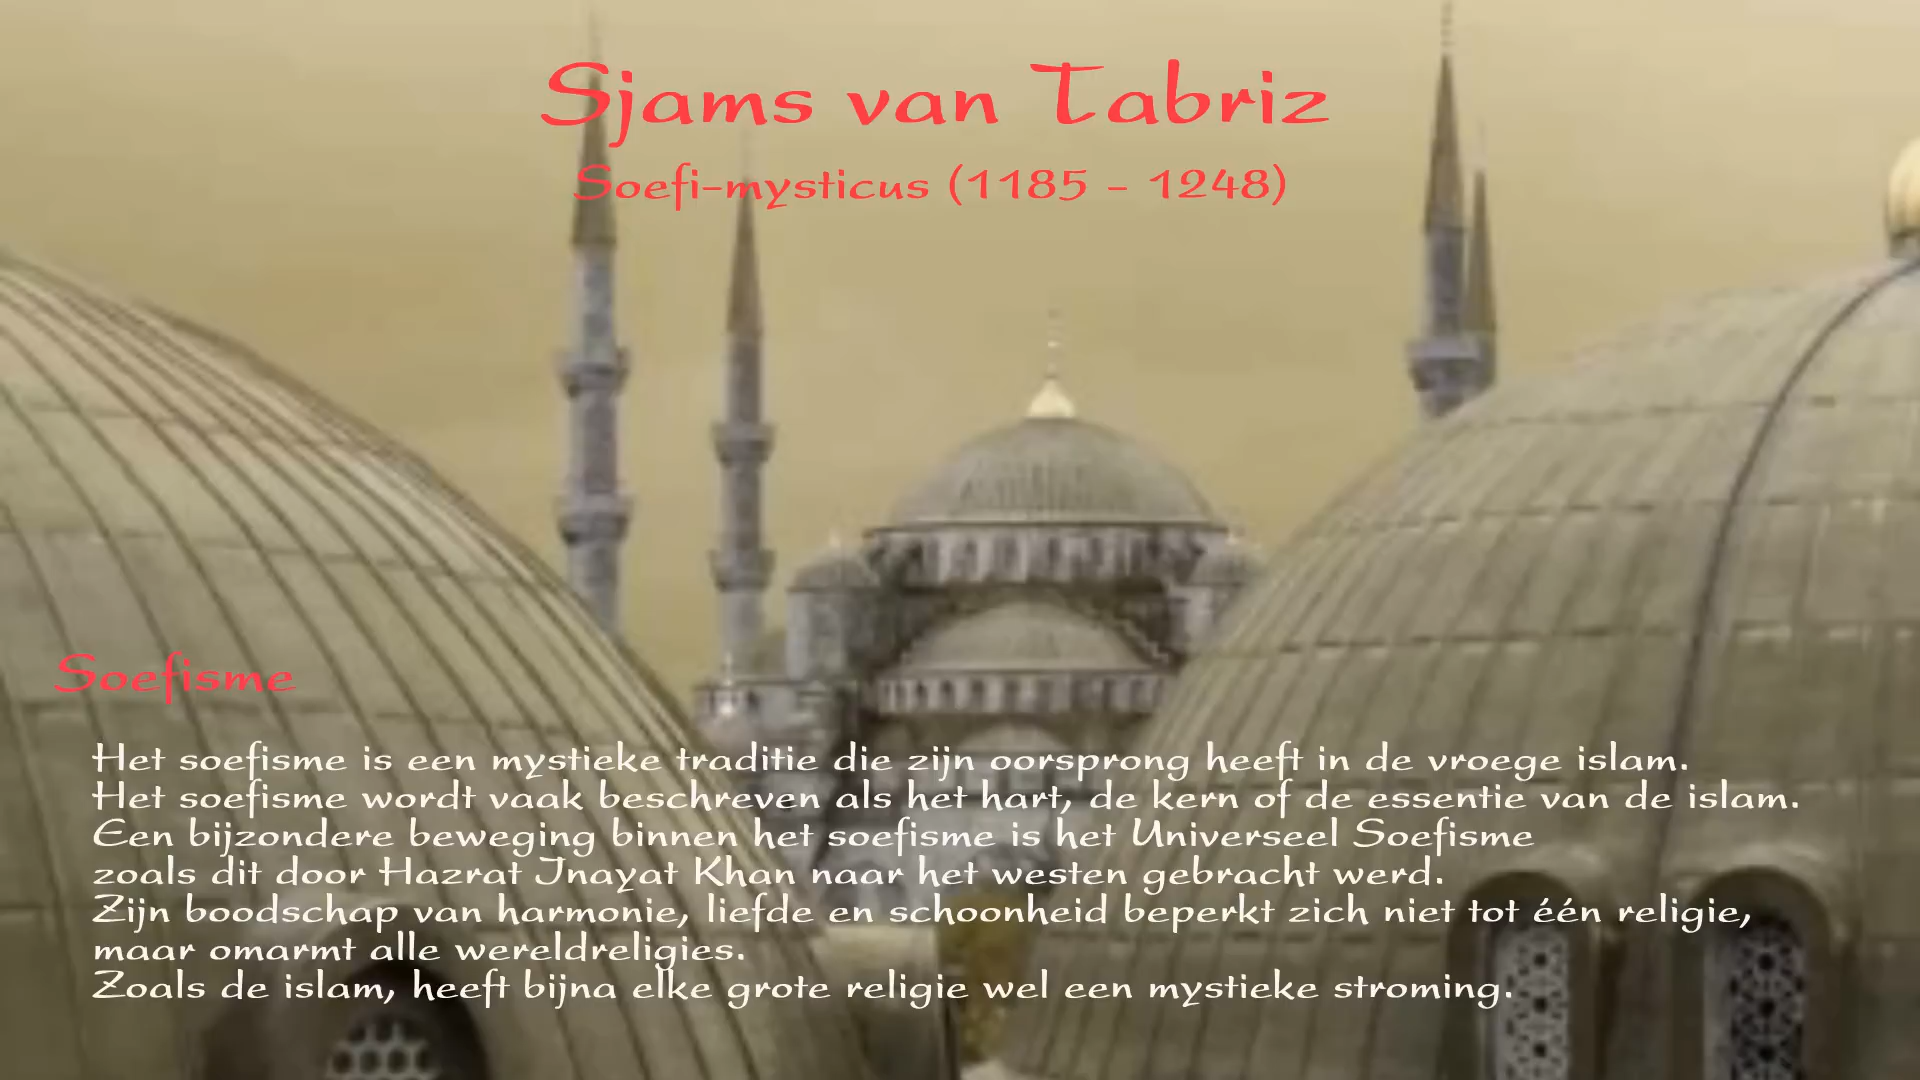 Sjams van Tabriz
Soefi-mysticus (1185 - 1248)
Soefisme
Het soefisme is een mystieke traditie die zijn oorsprong heeft in de vroege islam.
Het soefisme wordt vaak beschreven als het hart, de kern of de essentie van de islam.
Een bijzondere beweging binnen het soefisme is het Universeel Soefisme
zoals dit door Hazrat Inayat Khan naar het westen gebracht werd.
Zijn boodschap van harmonie, liefde en schoonheid beperkt zich niet tot één religie,
maar omarmt alle wereldreligies.
Zoals de islam, heeft bijna elke grote religie wel een mystieke stroming.